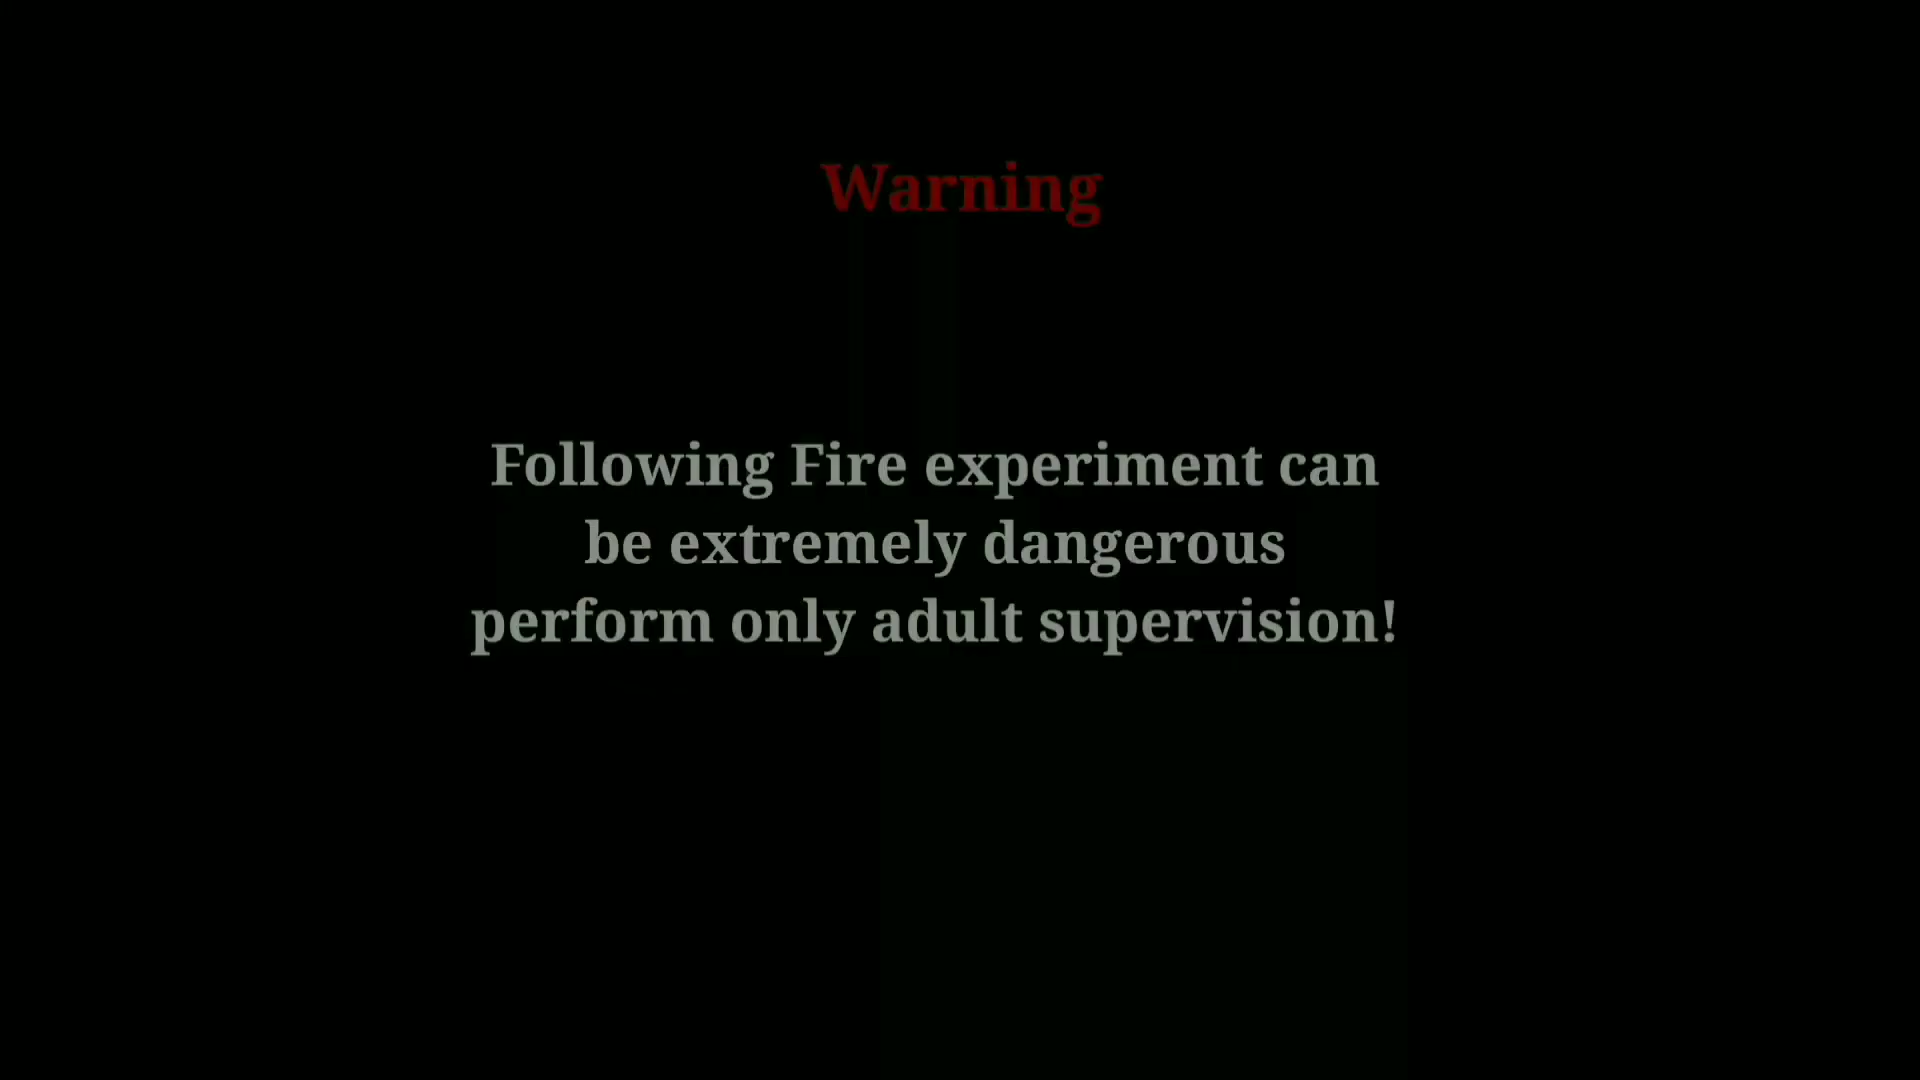 Warning
Following Fire experiment can
be extremely dangerous
perform only adult supervision!